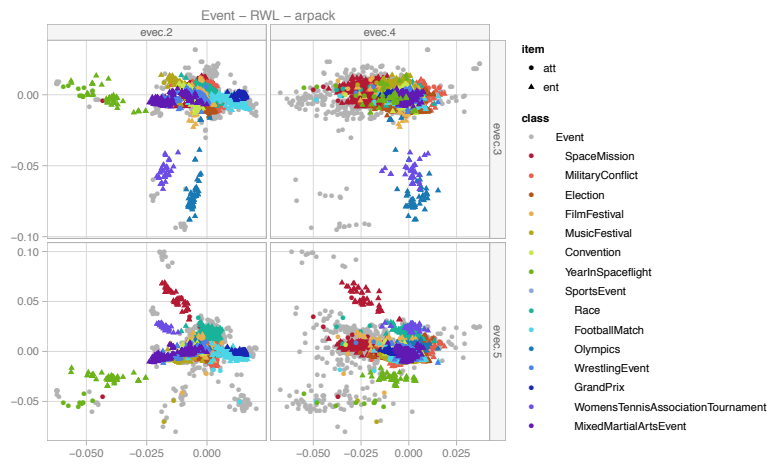 Event − RWL − arpack
evec.2
evec.4
0.00
−0.05
−0.10
evec.3
0.10
0.05
0.00
−0.05
evec.5
−0.050
−0.025
0.000
−0.050
−0.025
0.000
0.025
item
att
ent
class
Event
SpaceMission
MilitaryConflict
Election
FilmFestival
MusicFestival
Convention
YearInSpaceflight
SportsEvent
Race
FootballMatch
Olympics
WrestlingEvent
GrandPrix
WomensTennisAssociationTournament
MixedMartialArtsEvent